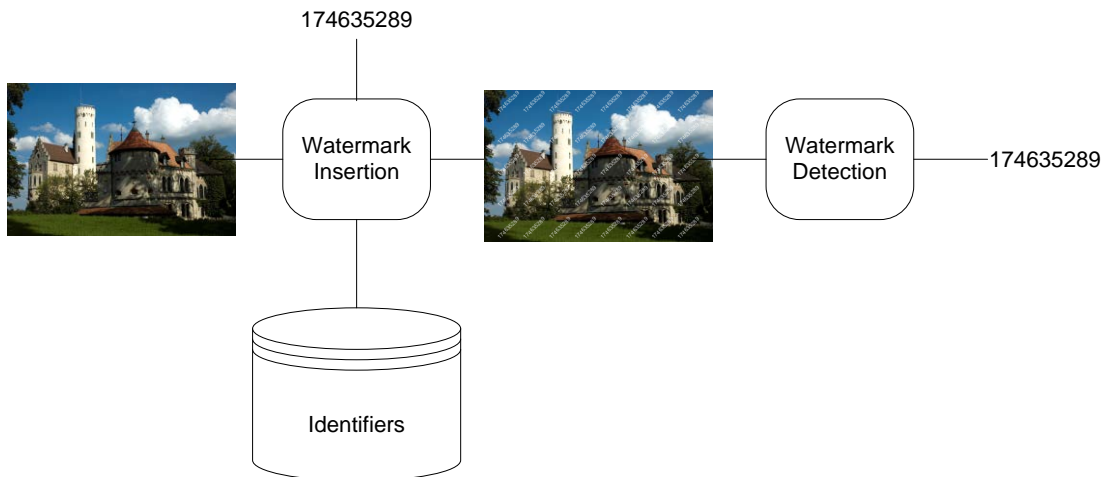 174635289
Watermark
Insertion
Watermark
Detection
174635289
Identifiers